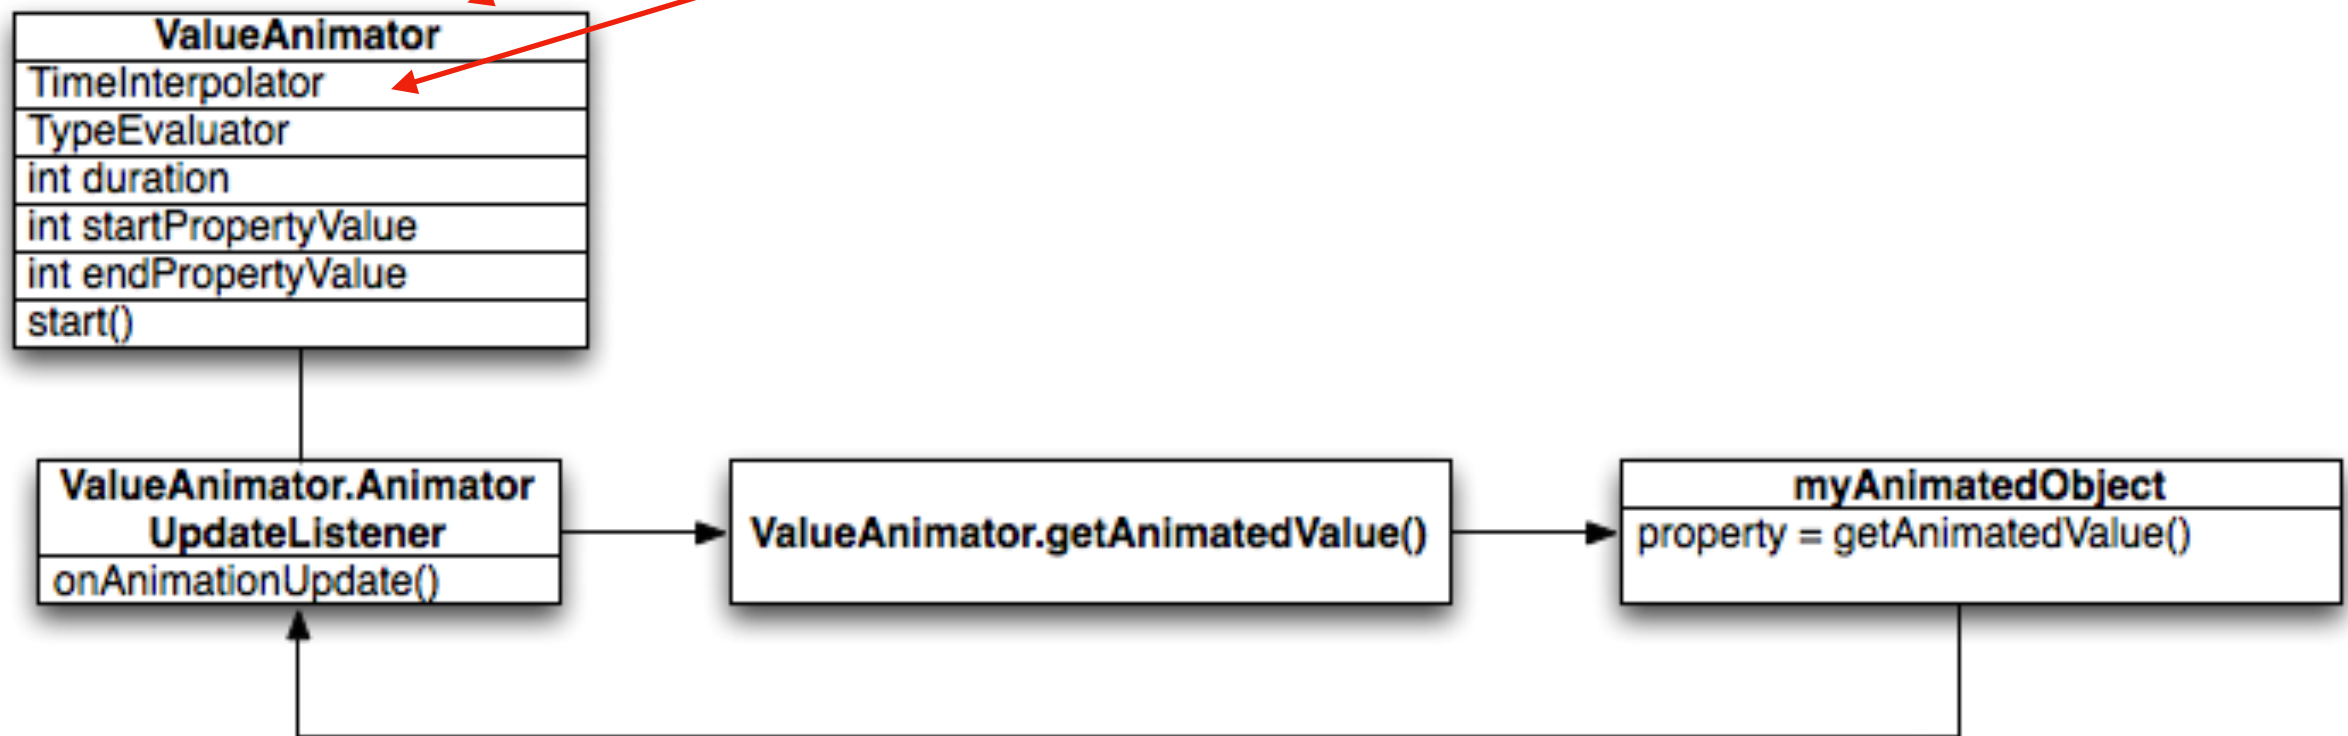 ValueAnimator
TimeInterpolator
TypeEvaluator
int duration
int startPropertyValue
int endPropertyValue
start()
ValueAnimator.Animator
UpdateListener
onAnimationUpdate()
ValueAnimator.getAnimatedValue()
myAnimatedObject
property = getAnimatedValue()